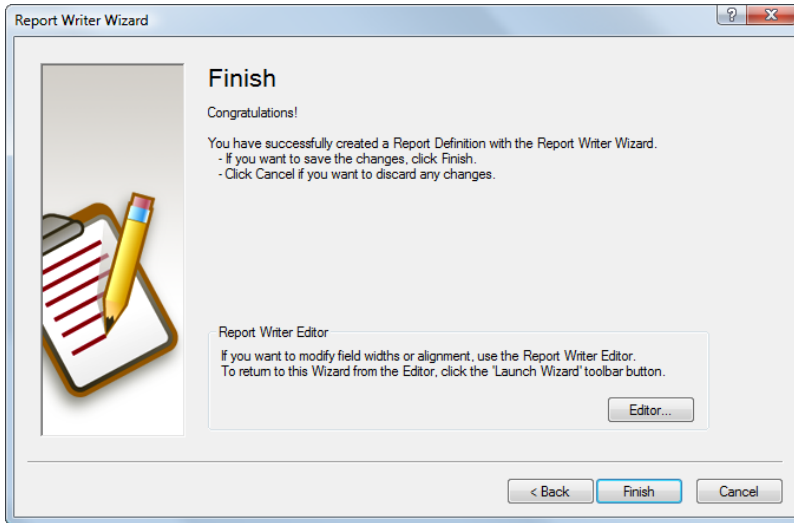 Report Writer Wizard
?
Finish
Congratulations!
You have successfully created a Report Definition with the Report Writer Wizard.
- If you want to save the changes, click Finish.
- Click Cancel if you want to discard any changes.
Report Writer Editor
If you want to modify field widths or alignment, use the Report Writer Editor.
To return to this Wizard from the Editor, click the 'Launch Wizard' toolbar button.
Editor...
< Back Finish Cancel